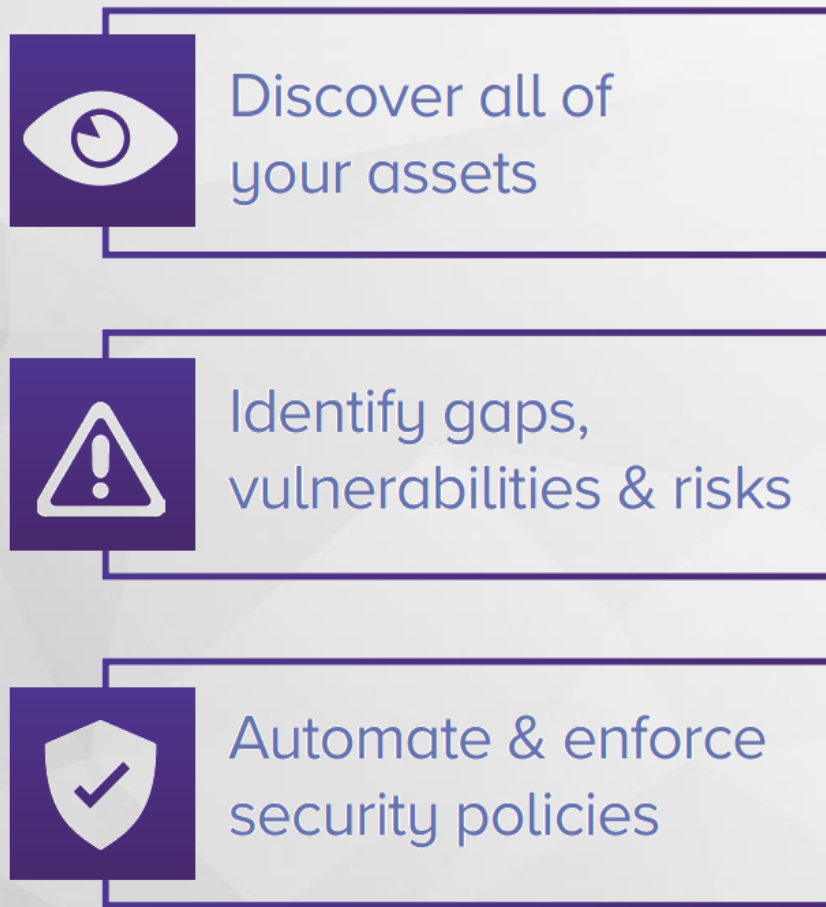 Discover all of
your assets
Identify gaps,
vulnerabilities & risks
Automate & enforce
security policies